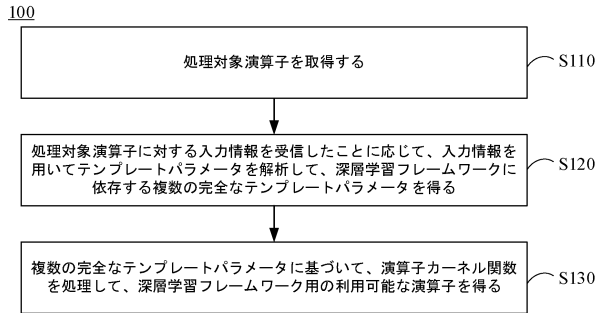 100
処理対象演算子を取得する
S110
処理対象演算子に対する入力情報を受信したことに応じて、入力情報を
用いてテンプレートパラメータを解析して、深層学習フレームワークに
依存する複数の完全なテンプレートパラメータを得る
S120
複数の完全なテンプレートパラメータに基づいて、演算子カーネル関数
を処理して、深層学習フレームワーク用の利用可能な演算子を得る
S130